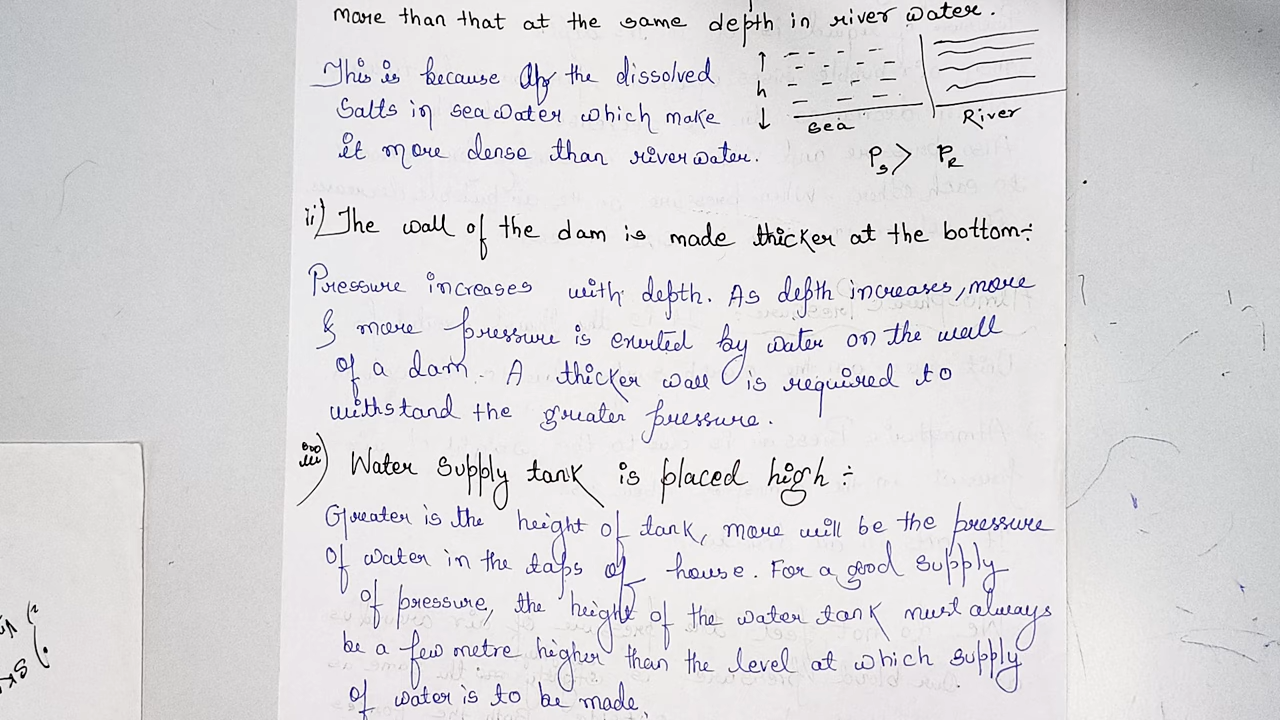 more than that at the same depth in river water.
This is because of the dissolved
Salts in sea water which make
it more dense than river water.
h
Sea
River
P_s > P_R
ii) The wall of the dam is made thicker at the bottom:-
Pressure increases with depth. As depth increases, more
& more pressure is exerted by water on the wall
of a dam. A thicker wall is required to
withstand the greater pressure.
iii) Water Supply tank is placed high :-
Greater is the height of tank, more will be the pressure
of water in the taps of house. For a good supply
of pressure, the height of the water tank must always
be a few metre higher than the level at which supply
of water is to be made.